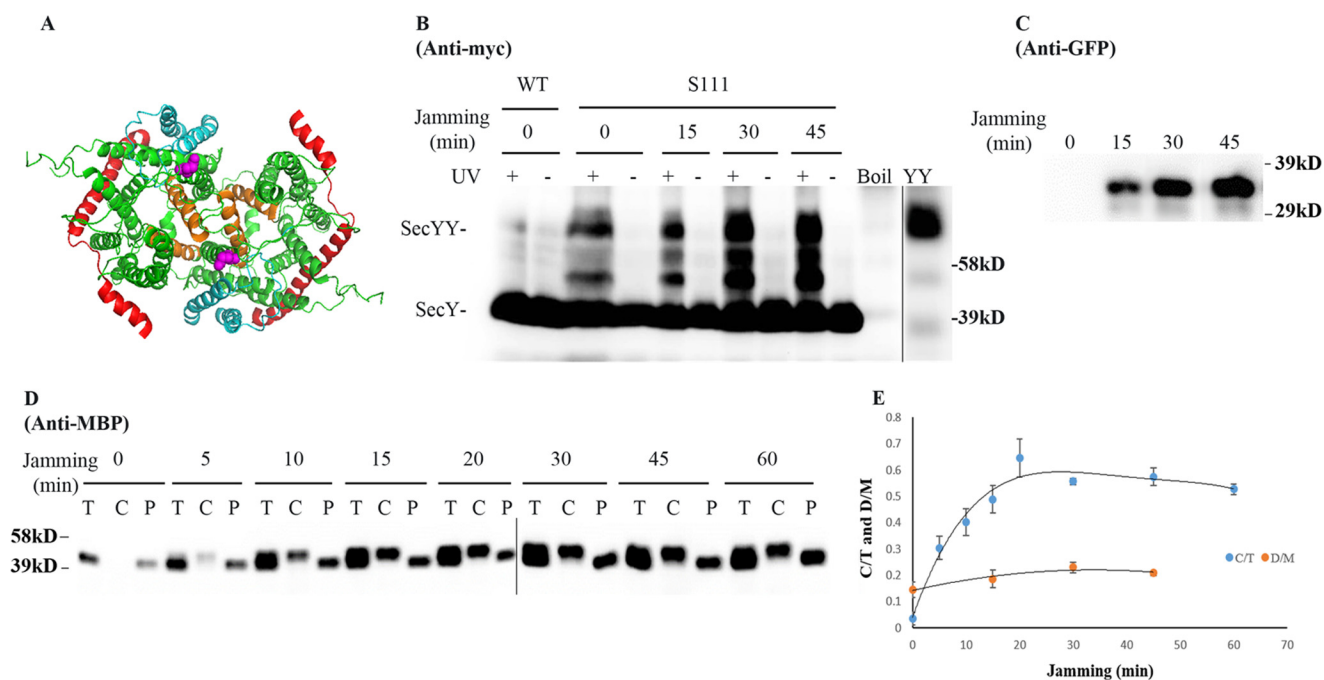 A
B
(Anti-myc)
WT S111
Jamming
(min)
0 0 15 30 45
UV + - + - + - + - + - Boil YY
SecYY-
-58kD
SecY-
-39kD
C
(Anti-GFP)
Jamming
(min)
0 15 30 45
-39kD
-29kD
D
(Anti-MBP)
Jamming
(min)
0 5 10 15 20 30 45 60
T C P T C P T C P T C P T C P T C P T C P T C P
58kD –
39kD –
E
C/T and D/M
0.8
0.7
0.6
0.5
0.4
0.3
0.2
0.1
0
C/T D/M
0 10 20 30 40 50 60 70
Jamming (min)